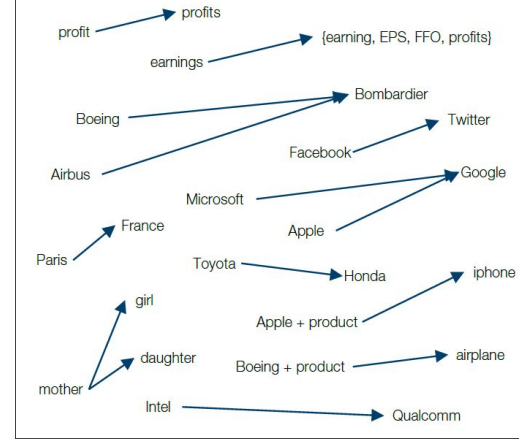 profit
profits
earnings
{earning, EPS, FFO, profits}
Boeing
Bombardier
Airbus
Facebook
Twitter
Microsoft
Google
Apple
Paris
France
Toyota
Honda
mother
girl
daughter
Apple + product
iphone
Boeing + product
airplane
Intel
Qualcomm